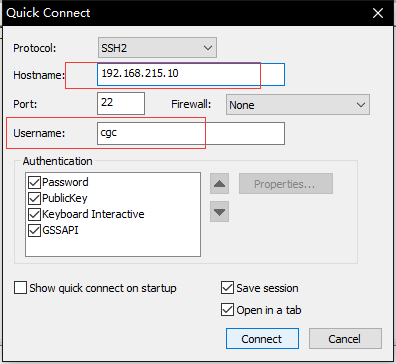 Quick Connect
Protocol: SSH2
Hostname: 192.168.215.10
Port: 22 Firewall: None
Username: cgc
Authentication
Password
PublicKey
Keyboard Interactive
GSSAPI
Properties...
Show quick connect on startup
Save session
Open in a tab
Connect Cancel